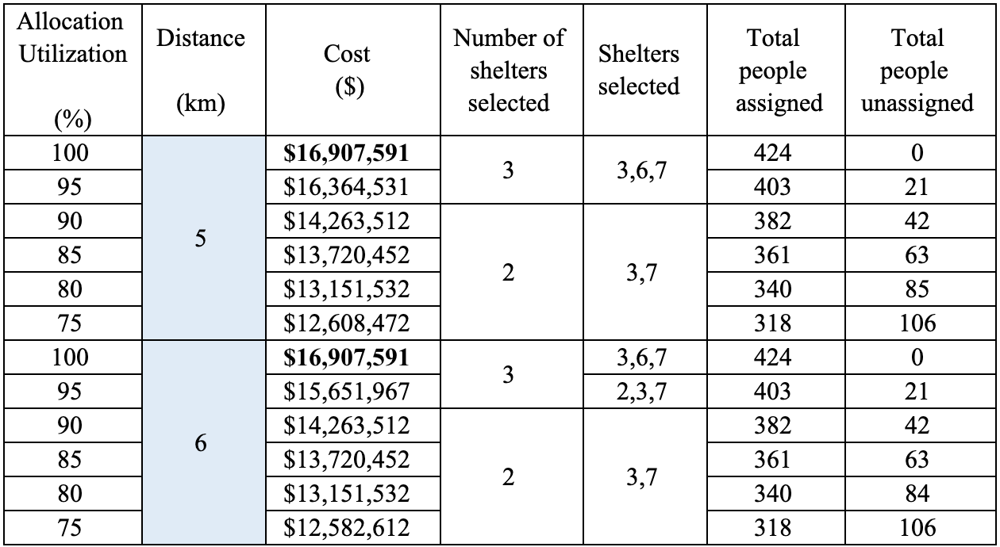 Allocation Utilization (%) Distance (km) Cost ($) Number of shelters selected Shelters selected Total people assigned Total people unassigned
100 5 $16,907,591 3 3,6,7 424 0
95 $16,364,531 403 21
90 $14,263,512 2 3,7 382 42
85 $13,720,452 361 63
80 $13,151,532 340 85
75 $12,608,472 318 106
100 6 $16,907,591 3 3,6,7 424 0
95 $15,651,967 2,3,7 403 21
90 $14,263,512 2 3,7 382 42
85 $13,720,452 361 63
80 $13,151,532 340 84
75 $12,582,612 318 106